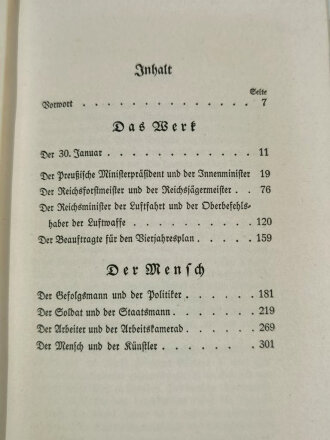 Inhalt
Seite
Vorwort . . . . . . . . . . . . . . 7
Das Werk
Der 30. Januar . . . . . . . . . . . . 11
Der Preußische Ministerpräsident und der Innenminister 19
Der Reichsforstmeister und der Reichsjägermeister . . 76
Der Reichsminister der Luftfahrt und der Oberbefehls-
haber der Luftwaffe . . . . . . . . . . 120
Der Beauftragte für den Vierjahresplan . . . . . 159
Der Mensch
Der Gefolgsmann und der Politiker . . . . . . 181
Der Soldat und der Staatsmann . . . . . . . 219
Der Arbeiter und der Arbeitskamerad . . . . . 269
Der Mensch und der Künstler . . . . . . . 301